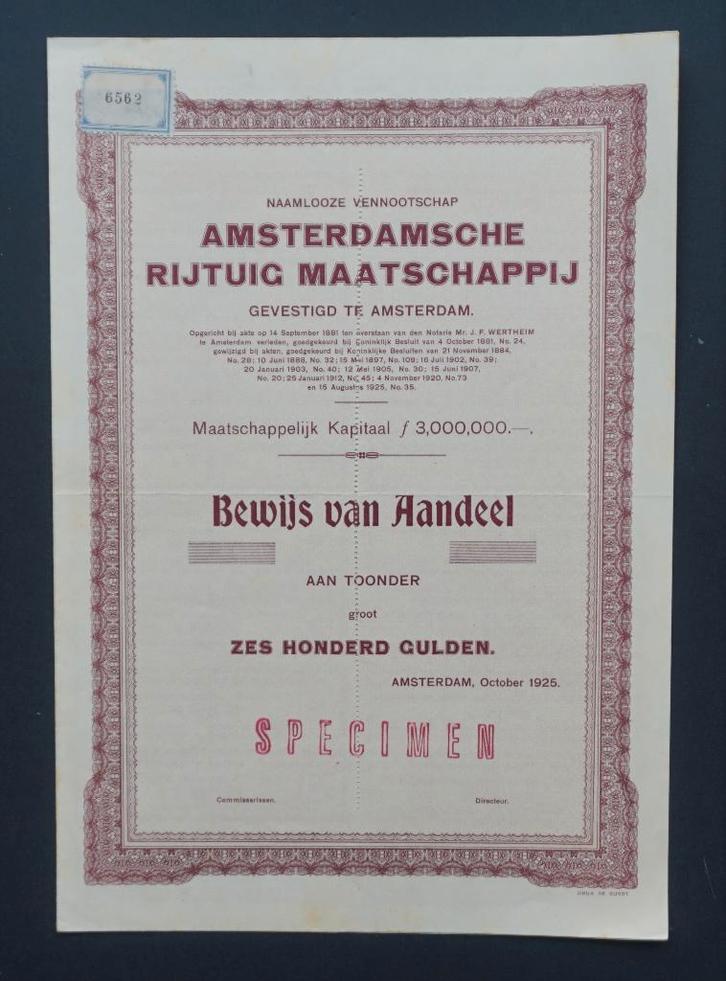 6562
NAAMLOOZE VENNOOTSCHAP
AMSTERDAMSCHE
RIJTUIG MAATSCHAPPIJ
GEVESTIGD TE AMSTERDAM.
Opgericht bij akte op 14 September 1881 ten overstaan van den Notaris Mr. J. F. WERTHEIM
te Amsterdam verleden, goedgekeurd bij Koninklijk Besluit van 4 October 1881, No. 24,
gewijzigd bij akten, goedgekeurd bij Koninklijke Besluiten van 21 November 1884,
No. 28; 10 Juni 1888, No. 32; 15 Mei 1897, No. 109; 16 Juli 1902, No. 39;
20 Januari 1903, No. 40; 12 Mei 1905, No. 30; 15 Juni 1907,
No. 20; 26 Januari 1912, No. 45; 4 November 1920, No. 73
en 15 Augustus 1925, No. 35.
Maatschappelijk Kapitaal ƒ 3,000,000.—.
Bewijs van Aandeel
AAN TOONDER
groot
ZES HONDERD GULDEN.
AMSTERDAM, October 1925.
SPECIMEN
Commissarissen. Directeur.
DRUK DE BUSSY